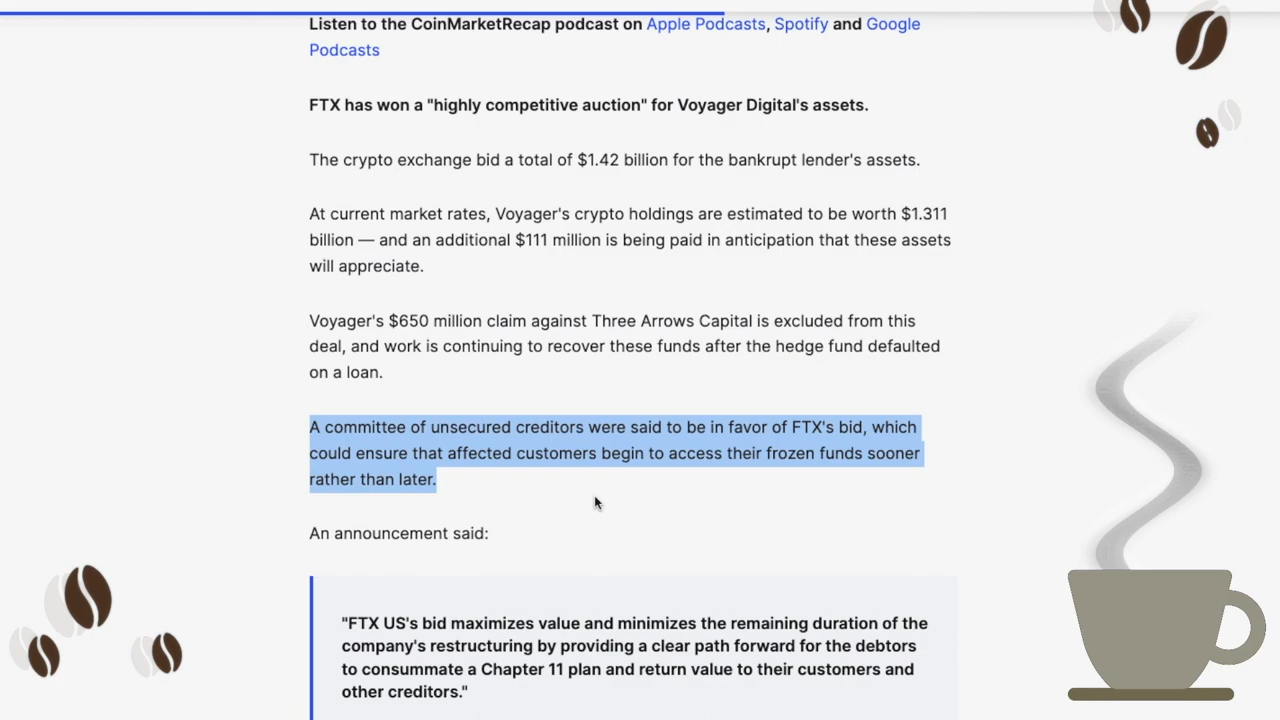 Listen to the CoinMarketRecap podcast on Apple Podcasts, Spotify and Google
Podcasts
FTX has won a "highly competitive auction" for Voyager Digital's assets.
The crypto exchange bid a total of $1.42 billion for the bankrupt lender's assets.
At current market rates, Voyager's crypto holdings are estimated to be worth $1.311
billion — and an additional $111 million is being paid in anticipation that these assets
will appreciate.
Voyager's $650 million claim against Three Arrows Capital is excluded from this
deal, and work is continuing to recover these funds after the hedge fund defaulted
on a loan.
A committee of unsecured creditors were said to be in favor of FTX's bid, which
could ensure that affected customers begin to access their frozen funds sooner
rather than later.
An announcement said:
"FTX US's bid maximizes value and minimizes the remaining duration of the
company's restructuring by providing a clear path forward for the debtors
to consummate a Chapter 11 plan and return value to their customers and
other creditors."